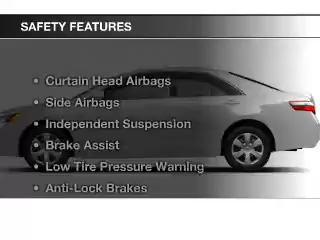 SAFETY FEATURES
• Curtain Head Airbags
• Side Airbags
• Independent Suspension
• Brake Assist
• Low Tire Pressure Warning
• Anti-Lock Brakes